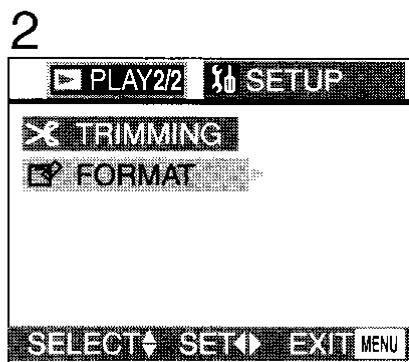 2
PLAY2/2 SETUP
TRIMMING
FORMAT
SELECT SET EXIT MENU